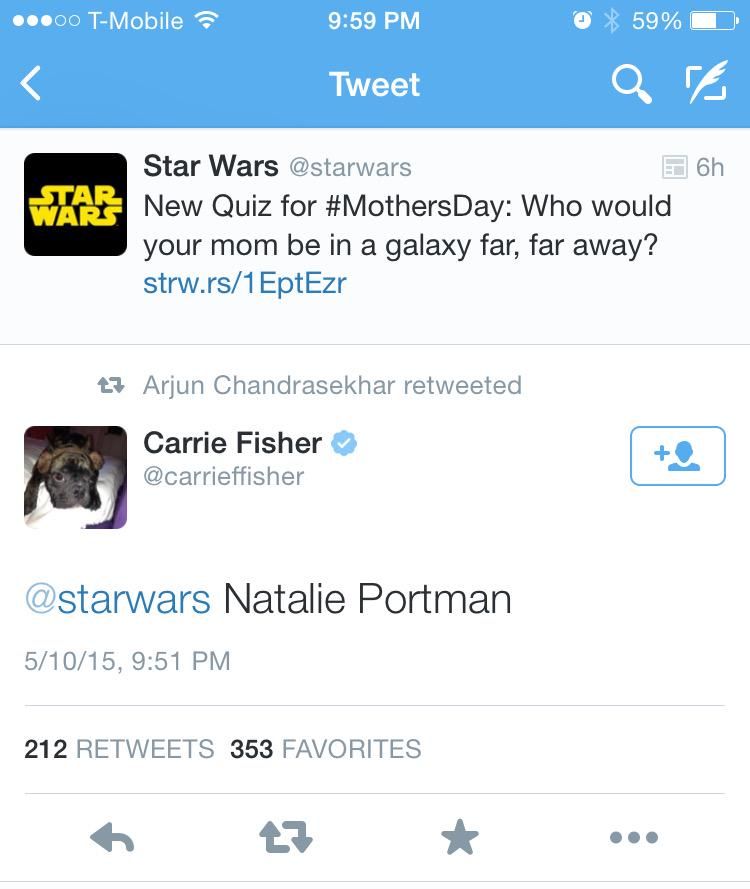 T-Mobile 9:59 PM 59%
Tweet
STAR
WARS
Star Wars @starwars 6h
New Quiz for #MothersDay: Who would
your mom be in a galaxy far, far away?
strw.rs/1EptEzr
Arjun Chandrasekhar retweeted
Carrie Fisher
@carrieffisher
@starwars Natalie Portman
5/10/15, 9:51 PM
212 RETWEETS 353 FAVORITES